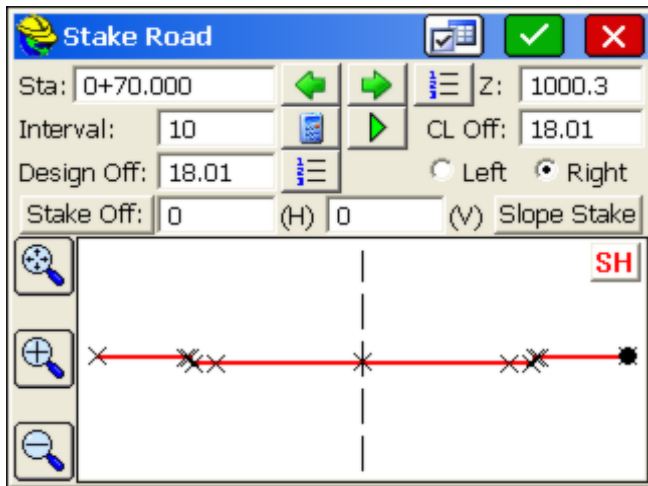 Stake Road
Sta: 0+70.000 Z: 1000.3
Interval: 10 CL Off: 18.01
Design Off: 18.01 Left Right
Stake Off: 0 (H) 0 (V) Slope Stake
SH